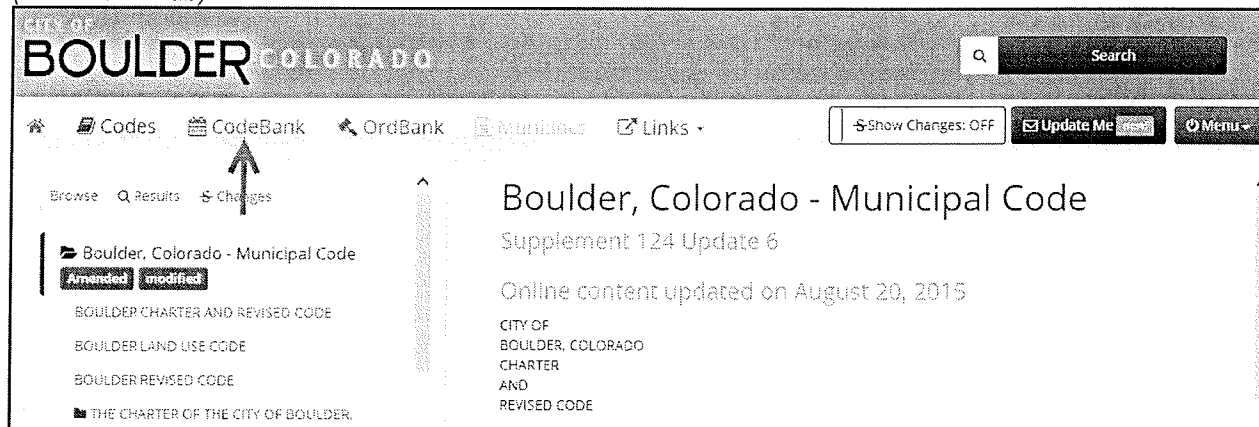 CITY OF
BOULDER COLORADO
Search
Codes CodeBank OrdBank Municode Links
Show Changes: OFF Update Me Menu
Browse Results Changes
Boulder, Colorado - Municipal Code
Amended modified
BOULDER CHARTER AND REVISED CODE
BOULDER LAND USE CODE
BOULDER REVISED CODE
THE CHARTER OF THE CITY OF BOULDER,
Boulder, Colorado - Municipal Code
Supplement 124 Update 6
Online content updated on August 20, 2015
CITY OF
BOULDER, COLORADO
CHARTER
AND
REVISED CODE